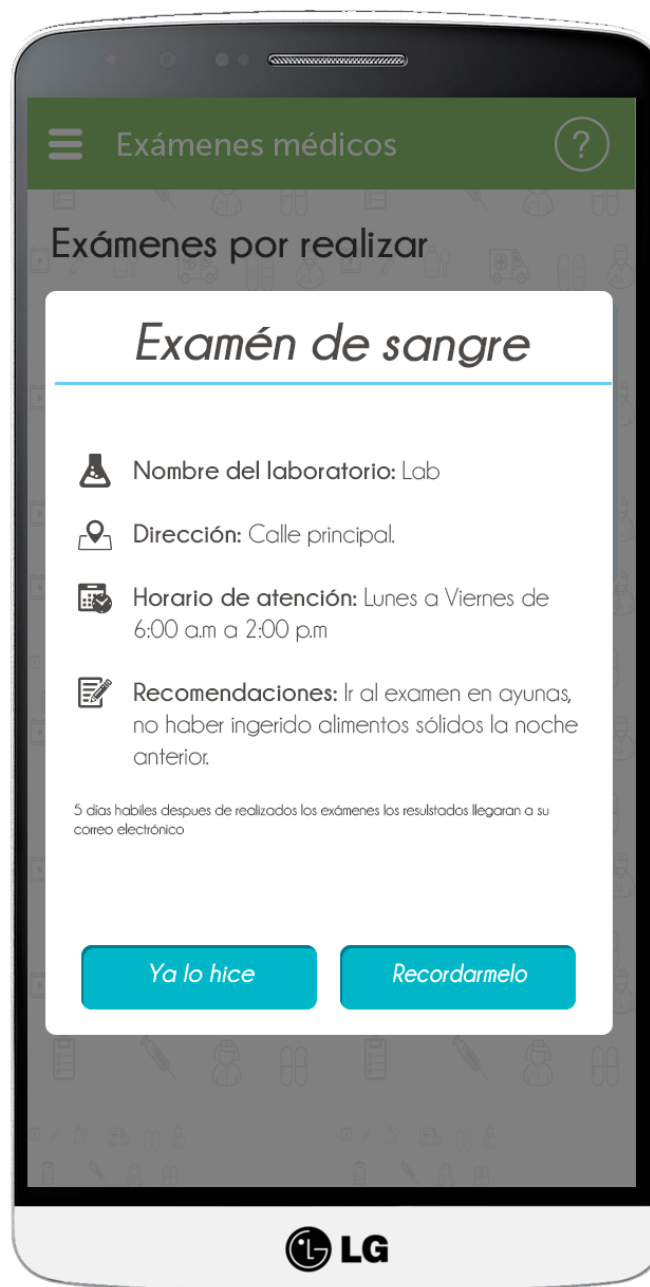 Exámenes médicos
?
Exámenes por realizar
Examén de sangre
Nombre del laboratorio: Lab
Dirección: Calle principal.
Horario de atención: Lunes a Viernes de
6:00 a.m a 2:00 p.m
Recomendaciones: Ir al examen en ayunas,
no haber ingerido alimentos sólidos la noche
anterior.
5 días habiles despues de realizados los exámenes los resulstados llegaran a su
correo electrónico
Ya lo hice
Recordarmelo
LG